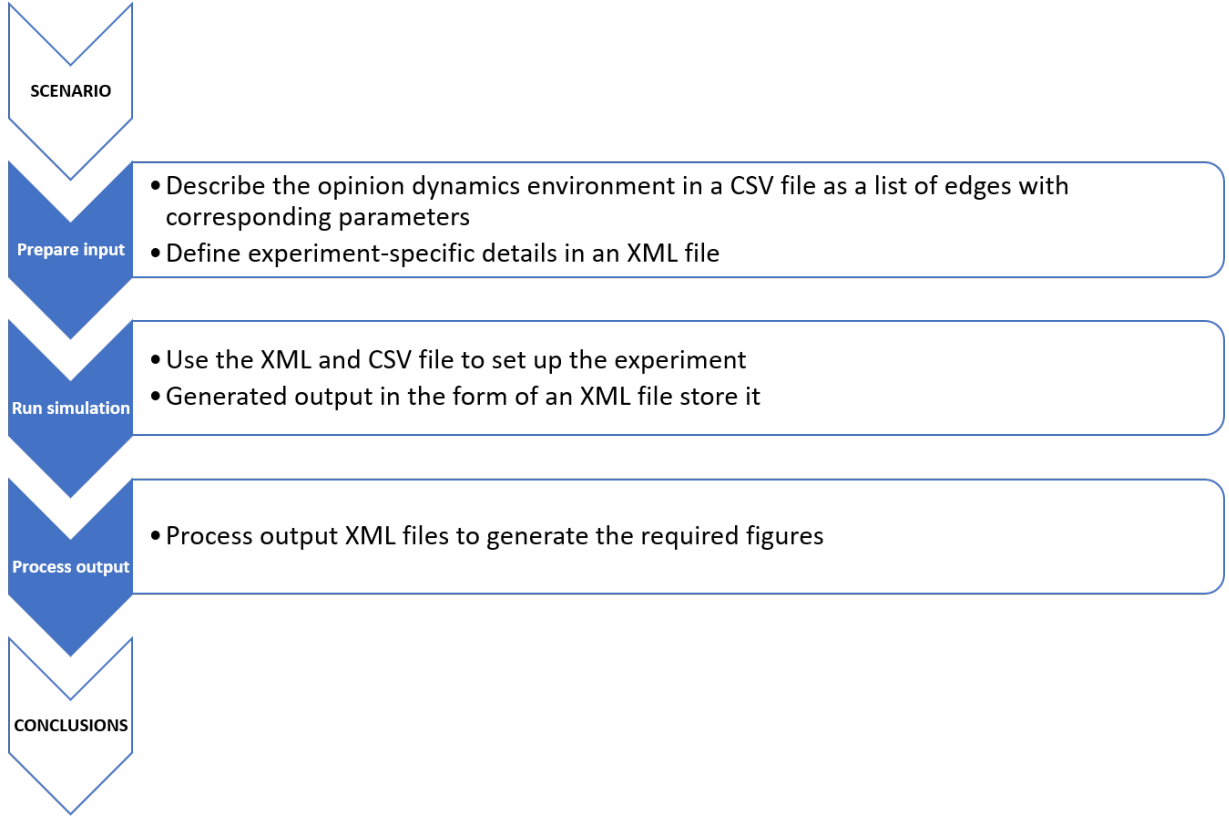 SCENARIO
Prepare input
• Describe the opinion dynamics environment in a CSV file as a list of edges with
corresponding parameters
• Define experiment-specific details in an XML file
Run simulation
• Use the XML and CSV file to set up the experiment
• Generated output in the form of an XML file store it
Process output
• Process output XML files to generate the required figures
CONCLUSIONS